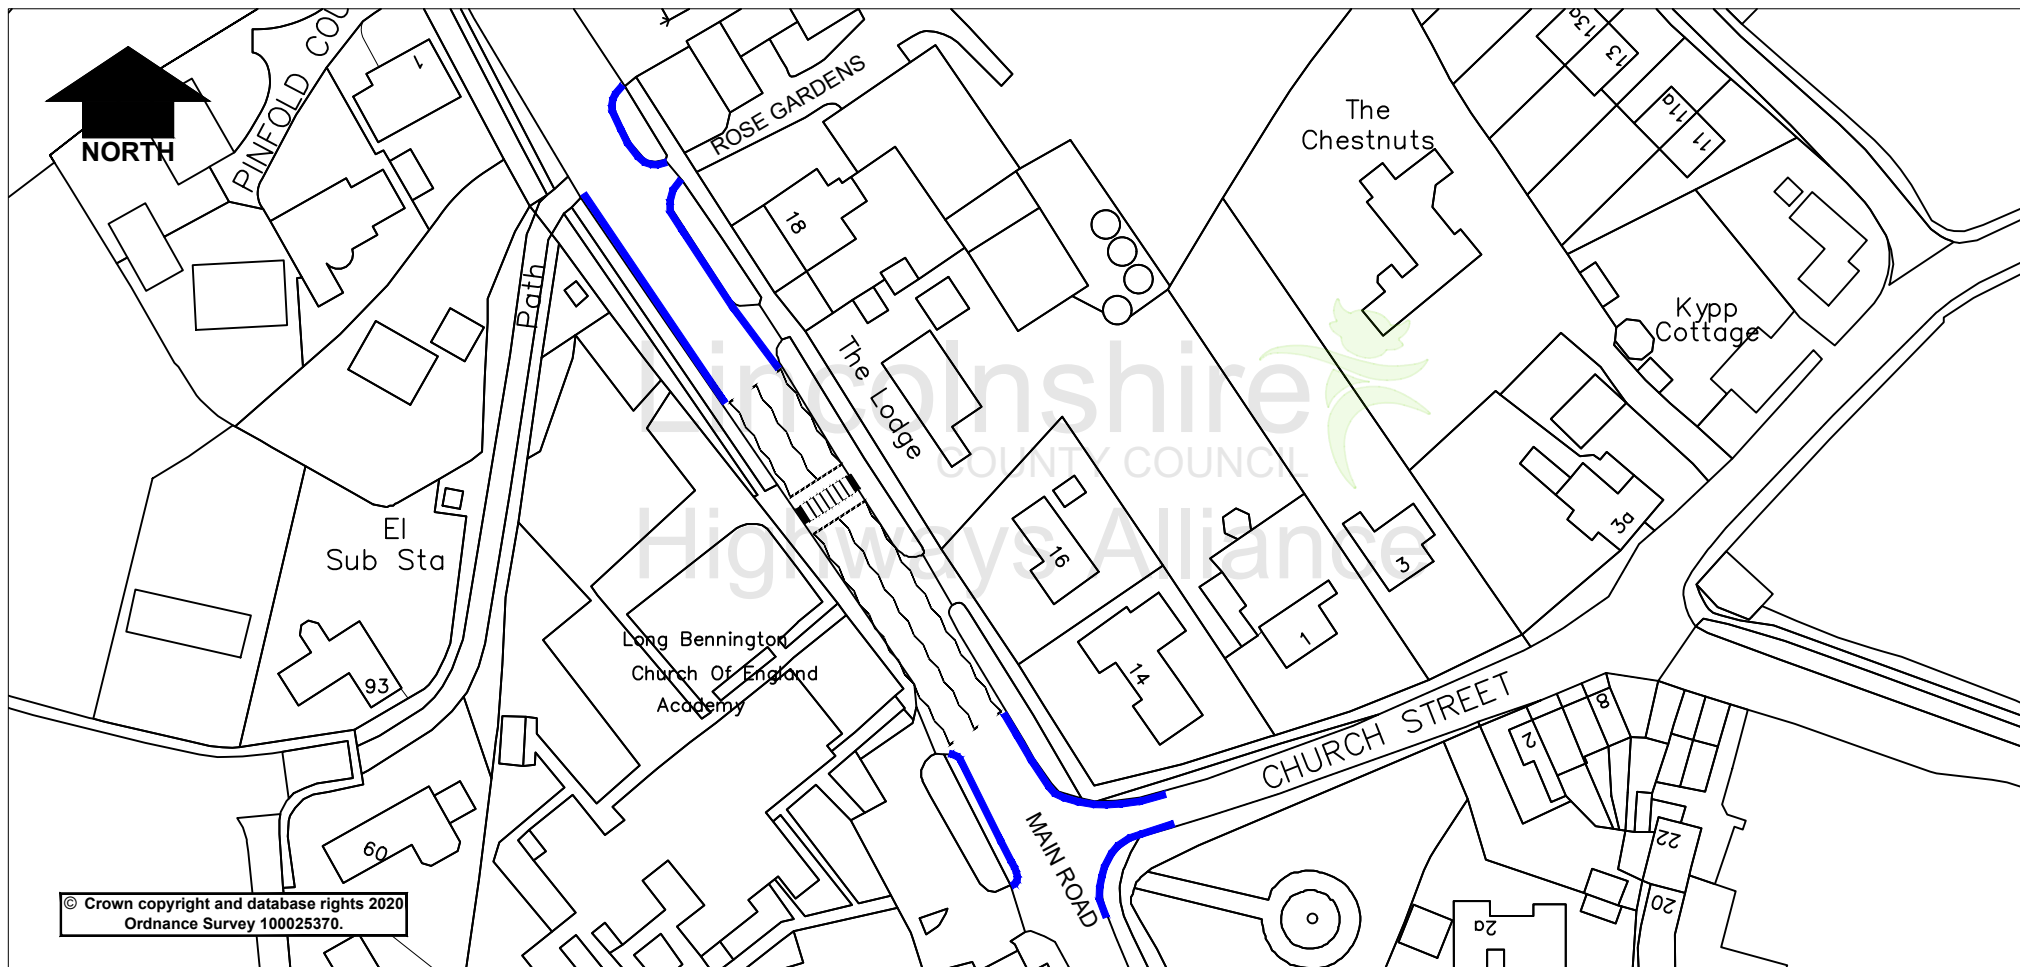 NORTH
PINFOLD COU
1
ROSE GARDENS
18
The
Chestnuts
13a
13
11a
11
Kypp
Cottage
Path
The Lodge
Lincolnshire
COUNTY COUNCIL
Highways Alliance
El
Sub Sta
16
3
3a
Long Bennington
Church Of England
Academy
14
1
93
CHURCH STREET
2
8
MAIN ROAD
60
22
20
2a
© Crown copyright and database rights 2020
Ordnance Survey 100025370.